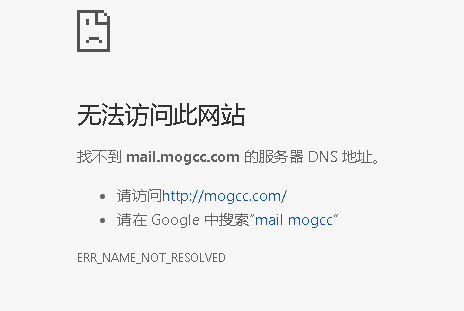 无法访问此网站
找不到 mail.mogcc.com 的服务器 DNS 地址。
请访问http://mogcc.com/
请在 Google 中搜索“mail mogcc“
ERR_NAME_NOT_RESOLVED